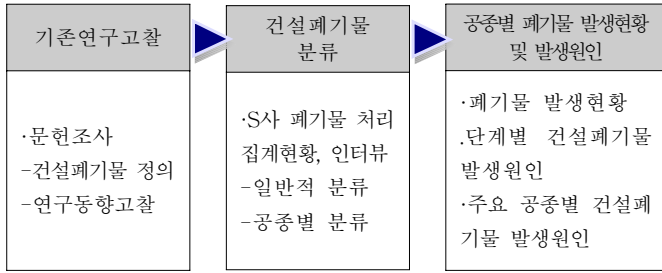 기존연구고찰
·문헌조사
-건설폐기물 정의
-연구동향고찰
건설폐기물
분류
·S사 폐기물 처리
집계현황, 인터뷰
-일반적 분류
-공종별 분류
공종별 폐기물 발생현황
및 발생원인
·폐기물 발생현황
.단계별 건설폐기물
발생원인
·주요 공종별 건설폐
기물 발생원인